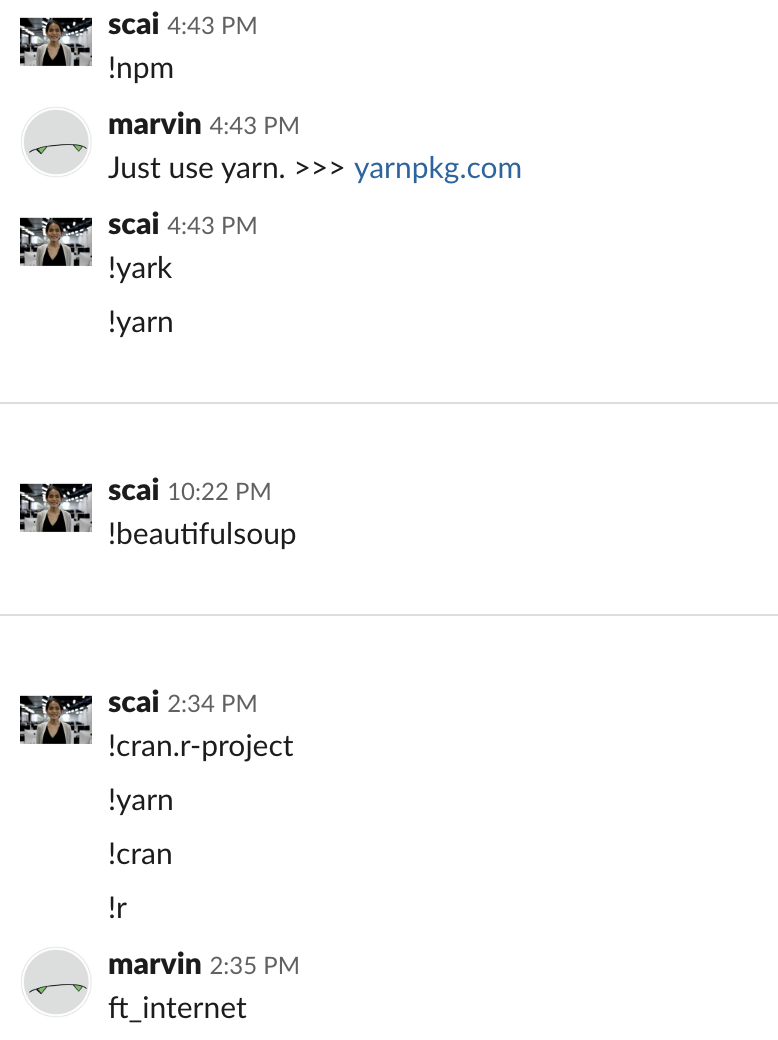 scai 4:43 PM
!npm
marvin 4:43 PM
Just use yarn. >>> yarnpkg.com
scai 4:43 PM
!yark
!yarn
scai 10:22 PM
!beautifulsoup
scai 2:34 PM
!cran.r-project
!yarn
!cran
!r
marvin 2:35 PM
ft_internet